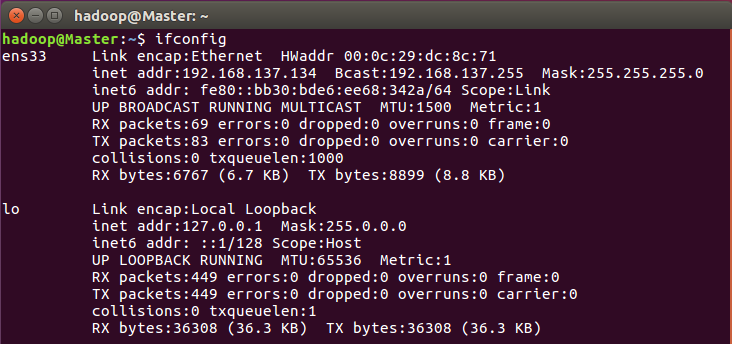 hadoop@Master: ~
hadoop@Master:~$ ifconfig
ens33     Link encap:Ethernet  HWaddr 00:0c:29:dc:8c:71
          inet addr:192.168.137.134  Bcast:192.168.137.255  Mask:255.255.255.0
          inet6 addr: fe80::bb30:bde6:ee68:342a/64 Scope:Link
          UP BROADCAST RUNNING MULTICAST  MTU:1500  Metric:1
          RX packets:69 errors:0 dropped:0 overruns:0 frame:0
          TX packets:83 errors:0 dropped:0 overruns:0 carrier:0
          collisions:0 txqueuelen:1000
          RX bytes:6767 (6.7 KB)  TX bytes:8899 (8.8 KB)

lo        Link encap:Local Loopback
          inet addr:127.0.0.1  Mask:255.0.0.0
          inet6 addr: ::1/128 Scope:Host
          UP LOOPBACK RUNNING  MTU:65536  Metric:1
          RX packets:449 errors:0 dropped:0 overruns:0 frame:0
          TX packets:449 errors:0 dropped:0 overruns:0 carrier:0
          collisions:0 txqueuelen:1
          RX bytes:36308 (36.3 KB)  TX bytes:36308 (36.3 KB)